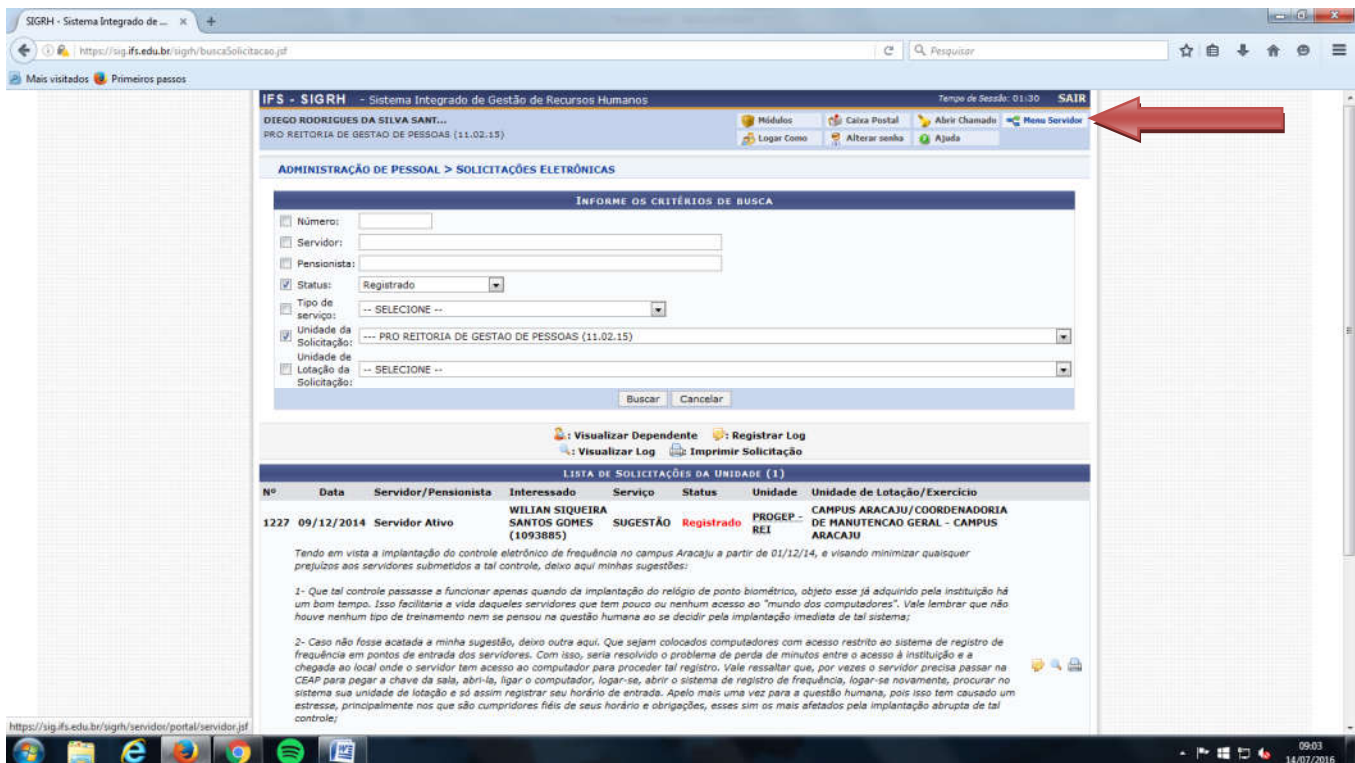 SIGRH - Sistema Integrado de ...
https://sig.ifs.edu.br/sigrh/buscaSolicitacao.jsf
Pesquisar
Mais visitados Primeiros passos
IFS - SIGRH - Sistema Integrado de Gestão de Recursos Humanos Tempo de Sessão: 01:30 SAIR
DIEGO RODRIGUES DA SILVA SANT... Módulos Caixa Postal Abrir Chamado Menu Servidor
PRO REITORIA DE GESTAO DE PESSOAS (11.02.15) Logar Como Alterar senha Ajuda
ADMINISTRAÇÃO DE PESSOAL > SOLICITAÇÕES ELETRÔNICAS
INFORME OS CRITÉRIOS DE BUSCA
Número:
Servidor:
Pensionista:
Status: Registrado
Tipo de serviço: -- SELECIONE --
Unidade da Solicitação: --- PRO REITORIA DE GESTAO DE PESSOAS (11.02.15)
Unidade de Lotação da Solicitação: -- SELECIONE --
Buscar Cancelar
: Visualizar Dependente : Registrar Log
: Visualizar Log : Imprimir Solicitação
LISTA DE SOLICITAÇÕES DA UNIDADE (1)
Nº Data Servidor/Pensionista Interessado Serviço Status Unidade Unidade de Lotação/Exercício
1227 09/12/2014 Servidor Ativo WILIAN SIQUEIRA SANTOS GOMES (1093885) SUGESTÃO Registrado PROGEP - REI CAMPUS ARACAJU/COORDENADORIA DE MANUTENCAO GERAL - CAMPUS ARACAJU
Tendo em vista a implantação do controle eletrônico de frequência no campus Aracaju a partir de 01/12/14, e visando minimizar quaisquer
prejuízos aos servidores submetidos a tal controle, deixo aqui minhas sugestões:
1- Que tal controle passasse a funcionar apenas quando da implantação do relógio de ponto biométrico, objeto esse já adquirido pela instituição há
um bom tempo. Isso facilitaria a vida daqueles servidores que tem pouco ou nenhum acesso ao "mundo dos computadores". Vale lembrar que não
houve nenhum tipo de treinamento nem se pensou na questão humana ao se decidir pela implantação imediata de tal sistema;
2- Caso não fosse acatada a minha sugestão, deixo outra aqui. Que sejam colocados computadores com acesso restrito ao sistema de registro de
frequência em pontos de entrada dos servidores. Com isso, seria resolvido o problema de perda de minutos entre o acesso à instituição e a
chegada ao local onde o servidor tem acesso ao computador para proceder tal registro. Vale ressaltar que, por vezes o servidor precisa passar na
CEAP para pegar a chave da sala, abri-la, ligar o computador, logar-se, abrir o sistema de registro de frequência, logar-se novamente, procurar no
sistema sua unidade de lotação e só assim registrar seu horário de entrada. Apelo mais uma vez para a questão humana, pois isso tem causado um
estresse, principalmente nos que são cumpridores fiéis de seus horário e obrigações, esses sim os mais afetados pela implantação abrupta de tal
controle;
https://sig.ifs.edu.br/sigrh/servidor/portal/servidor.jsf
09:03
14/07/2016